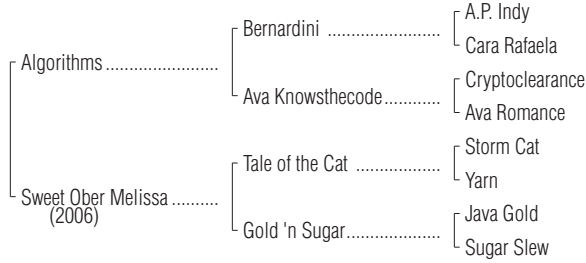 A.P. Indy
Bernardini ......................
Cara Rafaela
Algorithms ......................
Cryptoclearance
Ava Knowsthecode ...........
Ava Romance
Storm Cat
Tale of the Cat .................
Yarn
Sweet Ober Melissa .........
(2006)
Java Gold
Gold 'n Sugar ...................
Sugar Slew